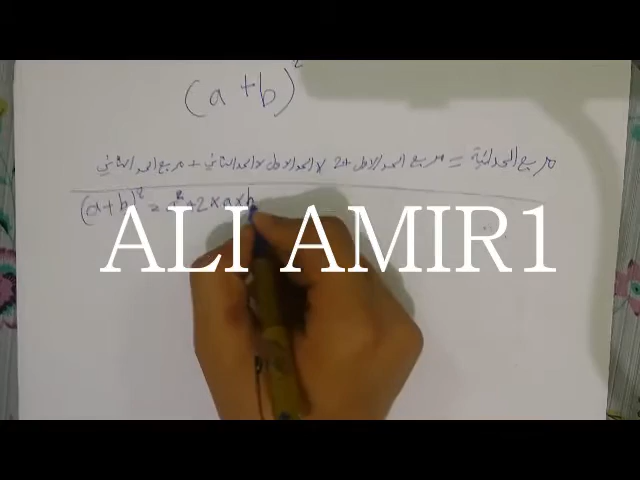 (a+b)²
مربع الحدانية = مربع الحد الاول + 2 × الحد الاول × الحد الثاني + مربع الحد الثاني
(a+b)² = a² + 2×a×b
ALI AMIR1